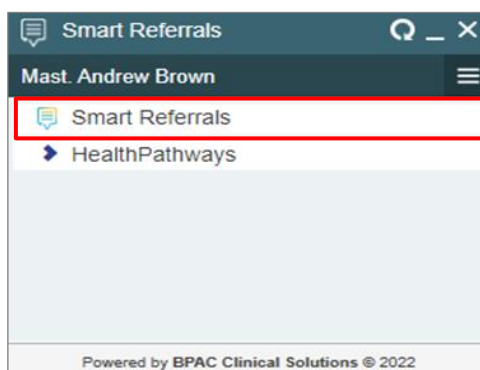 Smart Referrals
Mast. Andrew Brown
Smart Referrals
HealthPathways
Powered by BPAC Clinical Solutions © 2022